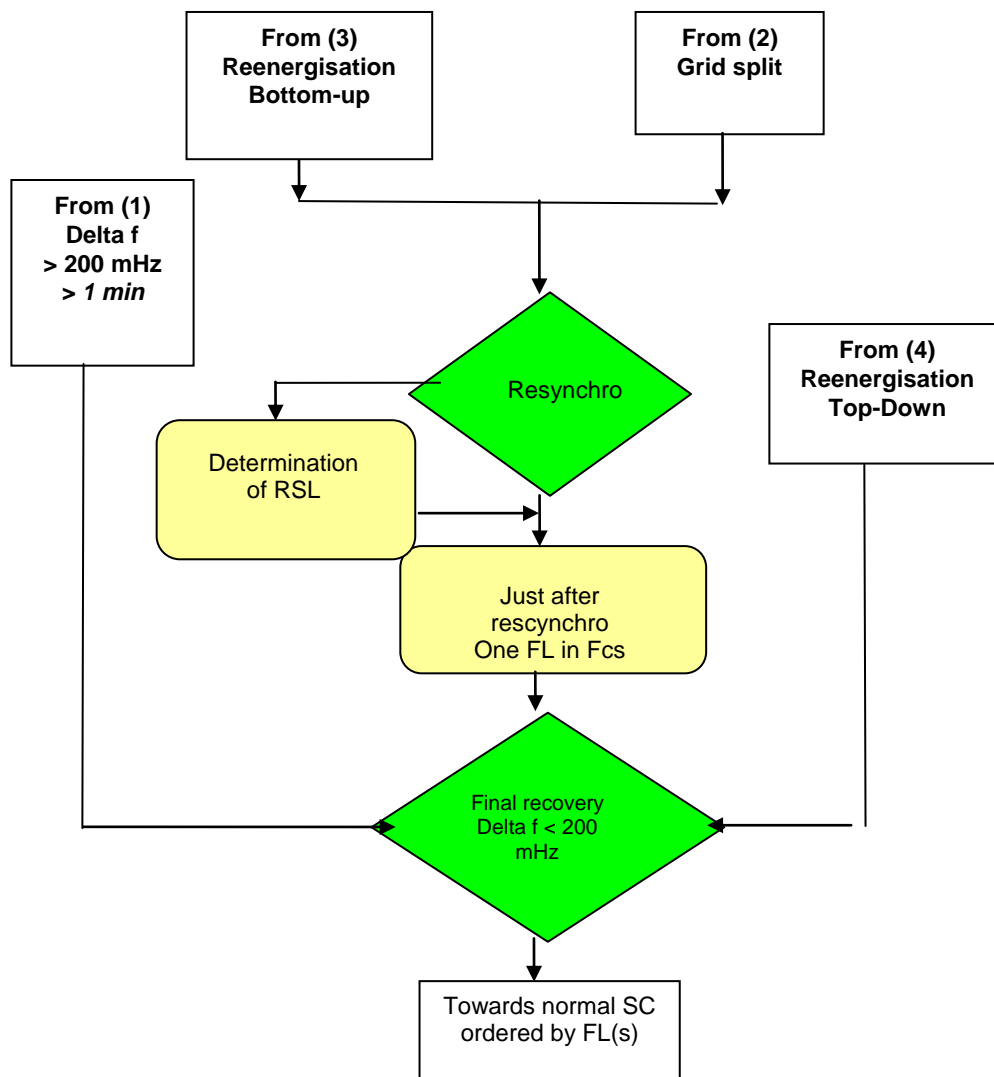 From (3)
Reenergisation
Bottom-up
From (2)
Grid split
From (1)
Delta f
> 200 mHz
> 1 min
From (4)
Reenergisation
Top-Down
Resynchro
Determination
of RSL
Just after
rescynchro
One FL in Fcs
Final recovery
Delta f < 200
mHz
Towards normal SC
ordered by FL(s)